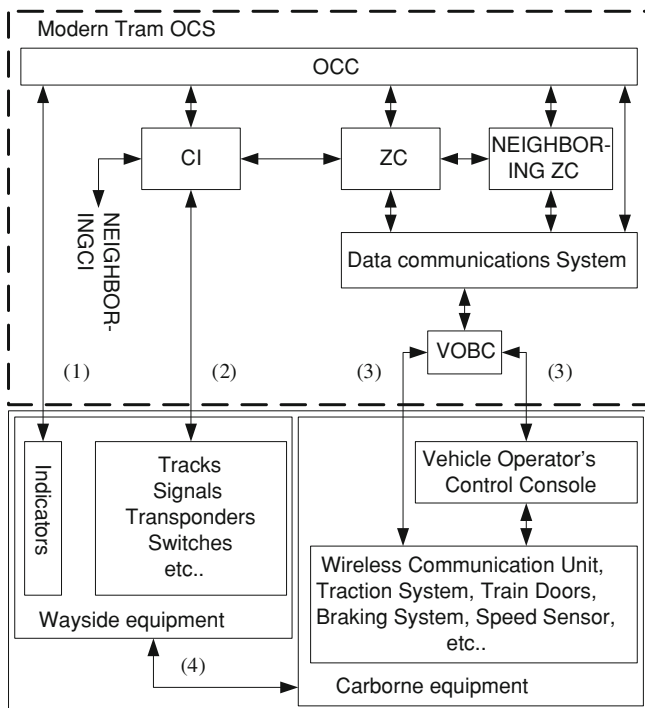 Modern Tram OCS
OCC
CI
ZC
NEIGHBOR-
ING ZC
NEIGHBOR-
INGCI
Data communications System
VOBC
(1)
(2)
(3)
(3)
Indicators
Tracks
Signals
Transponders
Switches
etc..
Wayside equipment
Vehicle Operator's
Control Console
Wireless Communication Unit,
Traction System, Train Doors,
Braking System, Speed Sensor,
etc..
Carborne equipment
(4)